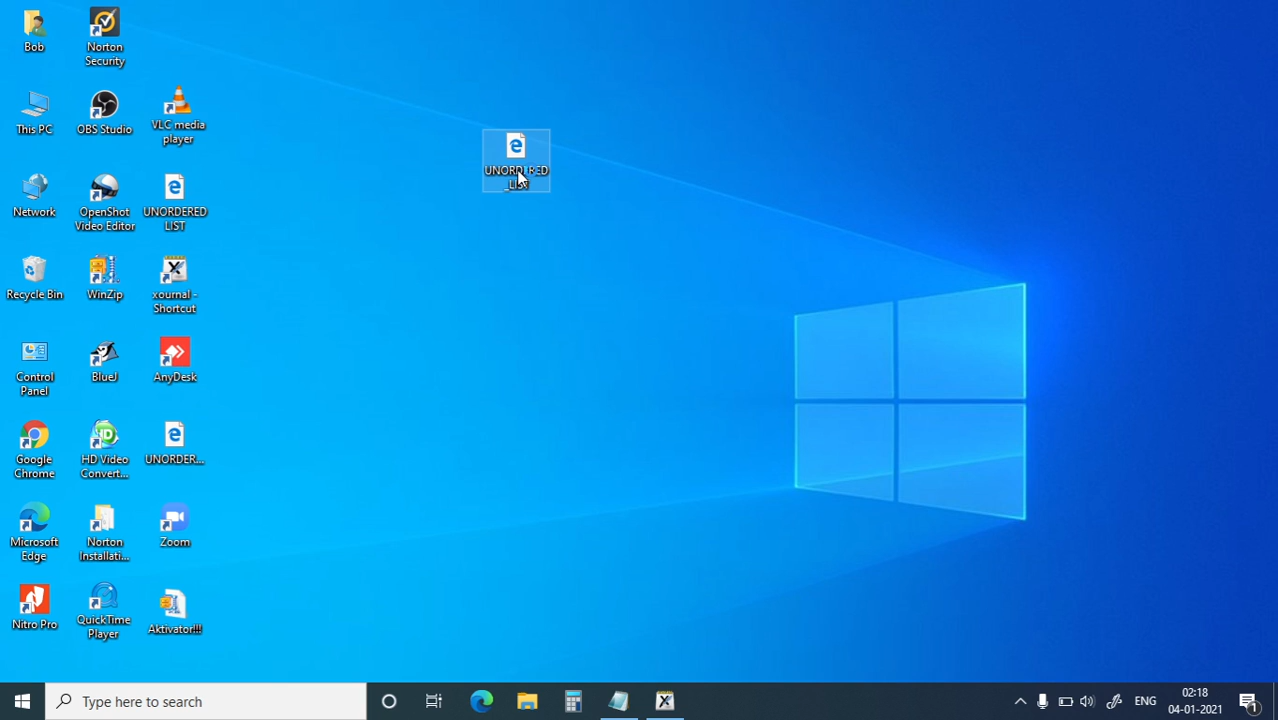 Bob
Norton
Security
This PC
OBS Studio
VLC media
player
UNORDERED
_LIST
Network
OpenShot
Video Editor
UNORDERED
LIST
Recycle Bin
WinZip
xournal -
Shortcut
Control
Panel
BlueJ
AnyDesk
Google
Chrome
HD Video
Convert...
UNORDER...
Microsoft
Edge
Norton
Installati...
Zoom
Nitro Pro
QuickTime
Player
Aktivator!!!
Type here to search
ENG
02:18
04-01-2021
1